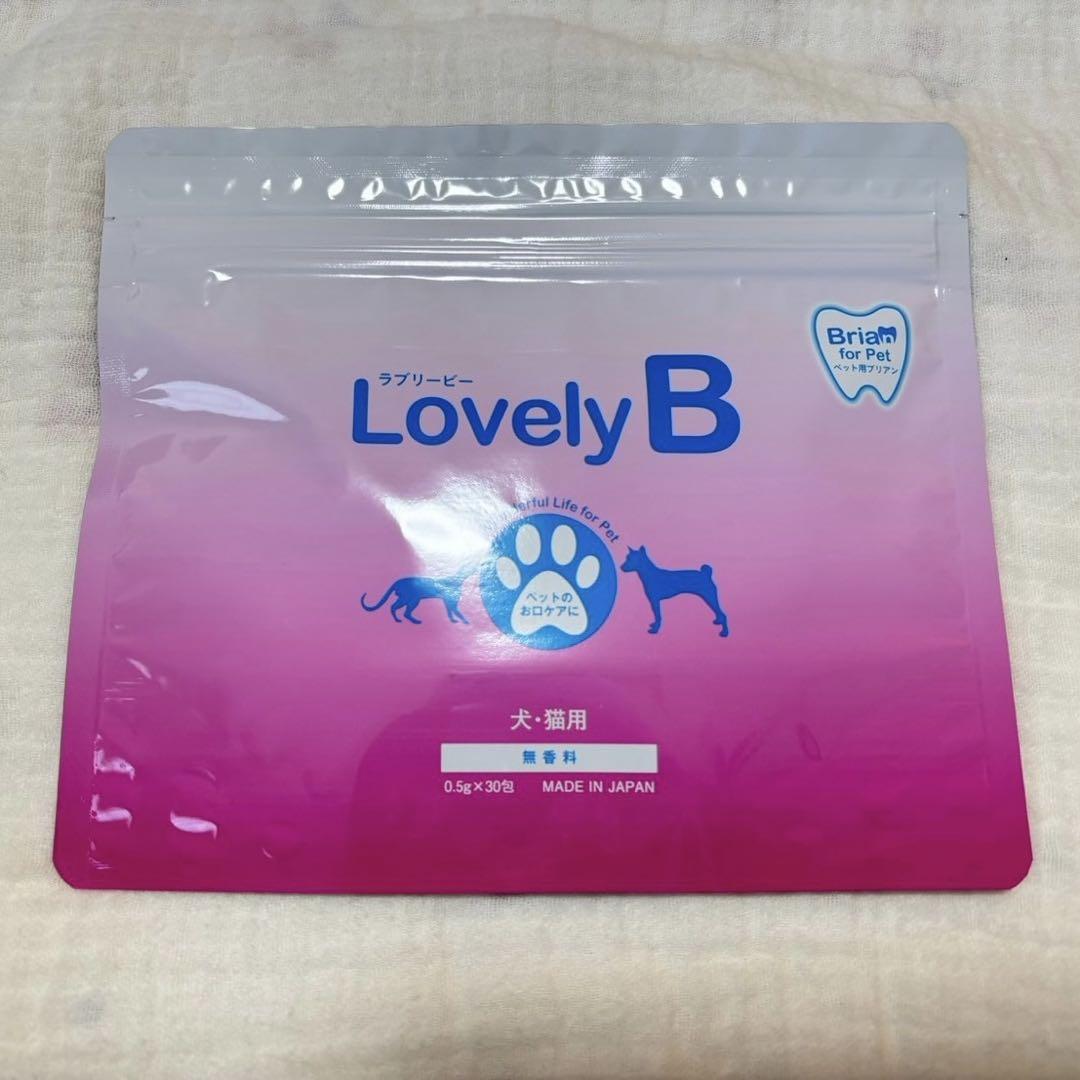 Brian
for Pet
ペット用ブリアン
ラブリービー
Lovely B
Life for Pet
ペットの
お口ケアに
犬・猫用
無香料
0.5g×30包 MADE IN JAPAN